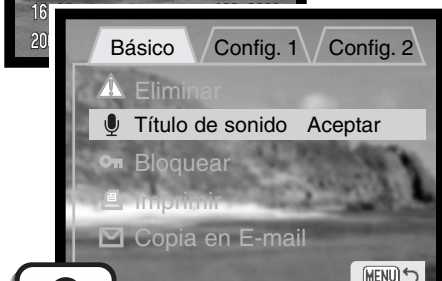 16
20
Básico Config. 1 Config. 2
Eliminar
Título de sonido Aceptar
Bloquear
Imprimir
Copia en E-mail
MENU